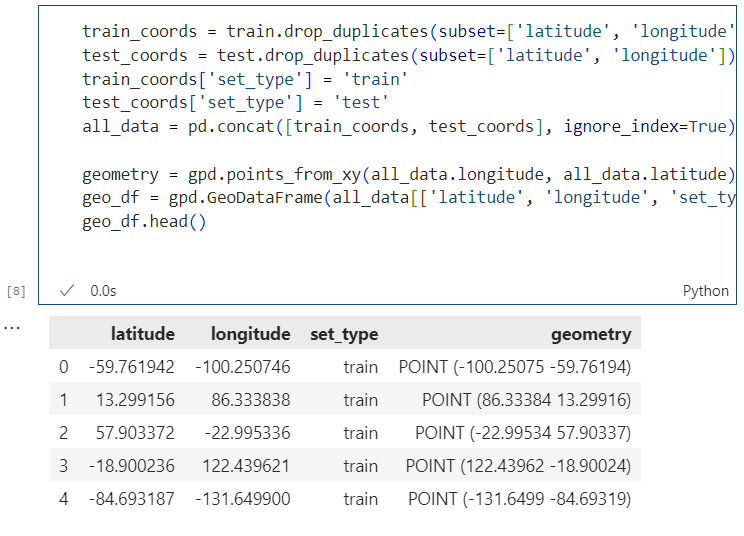 train_coords = train.drop_duplicates(subset=['latitude', 'longitude'
test_coords = test.drop_duplicates(subset=['latitude', 'longitude'])
train_coords['set_type'] = 'train'
test_coords['set_type'] = 'test'
all_data = pd.concat([train_coords, test_coords], ignore_index=True)
geometry = gpd.points_from_xy(all_data.longitude, all_data.latitude)
geo_df = gpd.GeoDataFrame(all_data[['latitude', 'longitude', 'set_ty
geo_df.head()
[8] ✓ 0.0s Python
...
latitude longitude set_type geometry
0 -59.761942 -100.250746 train POINT (-100.25075 -59.76194)
1 13.299156 86.333838 train POINT (86.33384 13.29916)
2 57.903372 -22.995336 train POINT (-22.99534 57.90337)
3 -18.900236 122.439621 train POINT (122.43962 -18.90024)
4 -84.693187 -131.649900 train POINT (-131.6499 -84.69319)